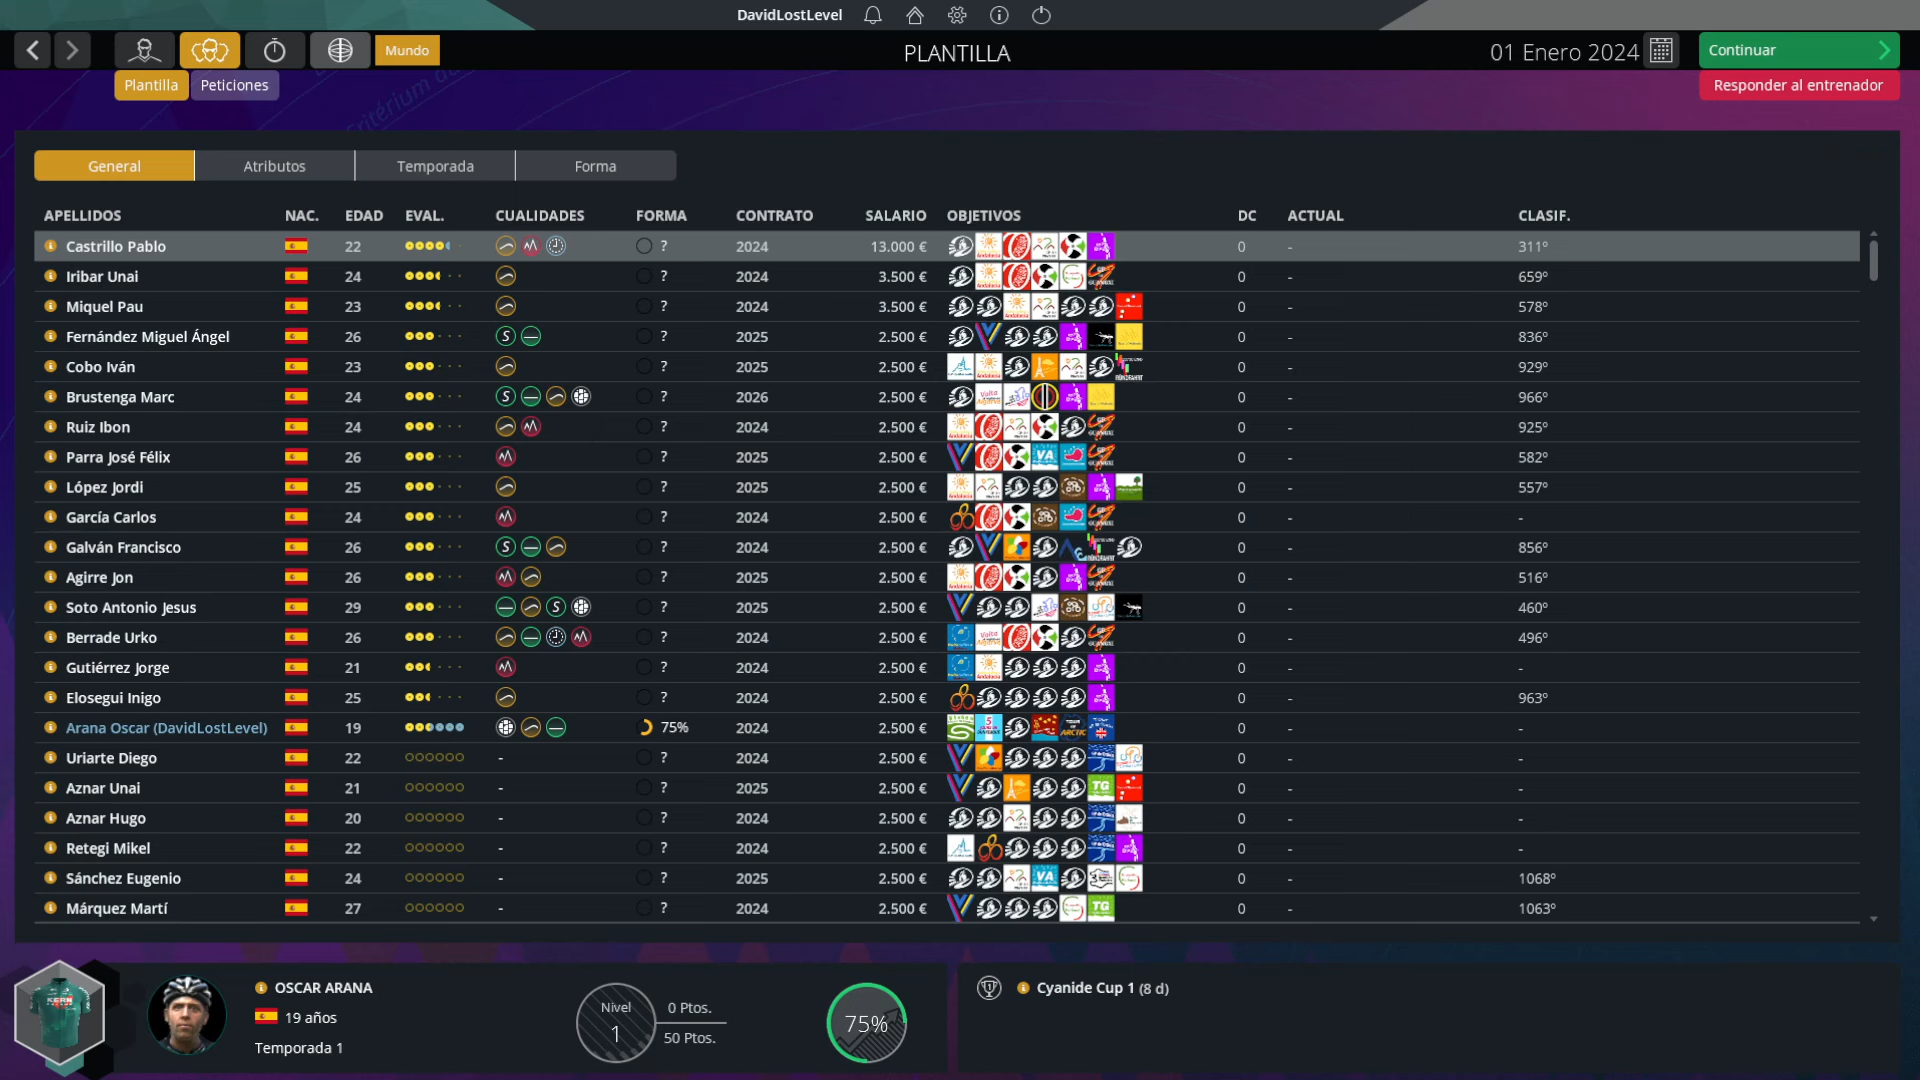 DavidLostLevel
Mundo
PLANTILLA
01 Enero 2024
Continuar
Plantilla
Peticiones
Responder al entrenador
General
Atributos
Temporada
Forma
APELLIDOS NAC. EDAD EVAL. CUALIDADES FORMA CONTRATO SALARIO OBJETIVOS DC ACTUAL CLASIF.
Castrillo Pablo 22 ? 2024 13.000 € 0 - 311º
Iribar Unai 24 ? 2024 3.500 € 0 - 659º
Miquel Pau 23 ? 2024 3.500 € 0 - 578º
Fernández Miguel Ángel 26 S ? 2025 2.500 € 0 - 836º
Cobo Iván 23 ? 2025 2.500 € 0 - 929º
Brustenga Marc 24 S ? 2026 2.500 € 0 - 966º
Ruiz Ibon 24 ? 2024 2.500 € 0 - 925º
Parra José Félix 26 ? 2025 2.500 € VA 0 - 582º
López Jordi 25 ? 2025 2.500 € 0 - 557º
García Carlos 24 ? 2024 2.500 € 0 - -
Galván Francisco 26 S ? 2024 2.500 € 0 - 856º
Agirre Jon 26 ? 2025 2.500 € 0 - 516º
Soto Antonio Jesus 29 S ? 2025 2.500 € 0 - 460º
Berrade Urko 26 ? 2024 2.500 € 0 - 496º
Gutiérrez Jorge 21 ? 2024 2.500 € 0 - -
Elosegui Inigo 25 ? 2024 2.500 € 0 - 963º
Arana Oscar (DavidLostLevel) 19 75% 2024 2.500 € ARCTIC 0 - -
Uriarte Diego 22 - ? 2024 2.500 € 0 - -
Aznar Unai 21 - ? 2025 2.500 € TG 0 - -
Aznar Hugo 20 - ? 2024 2.500 € 0 - -
Retegi Mikel 22 - ? 2024 2.500 € 0 - -
Sánchez Eugenio 24 - ? 2025 2.500 € VA 0 - 1068º
Márquez Martí 27 - ? 2024 2.500 € TG 0 - 1063º
KERN
OSCAR ARANA
19 años
Temporada 1
Nivel
1
0 Ptos.
50 Ptos.
75%
Cyanide Cup 1 (8 d)